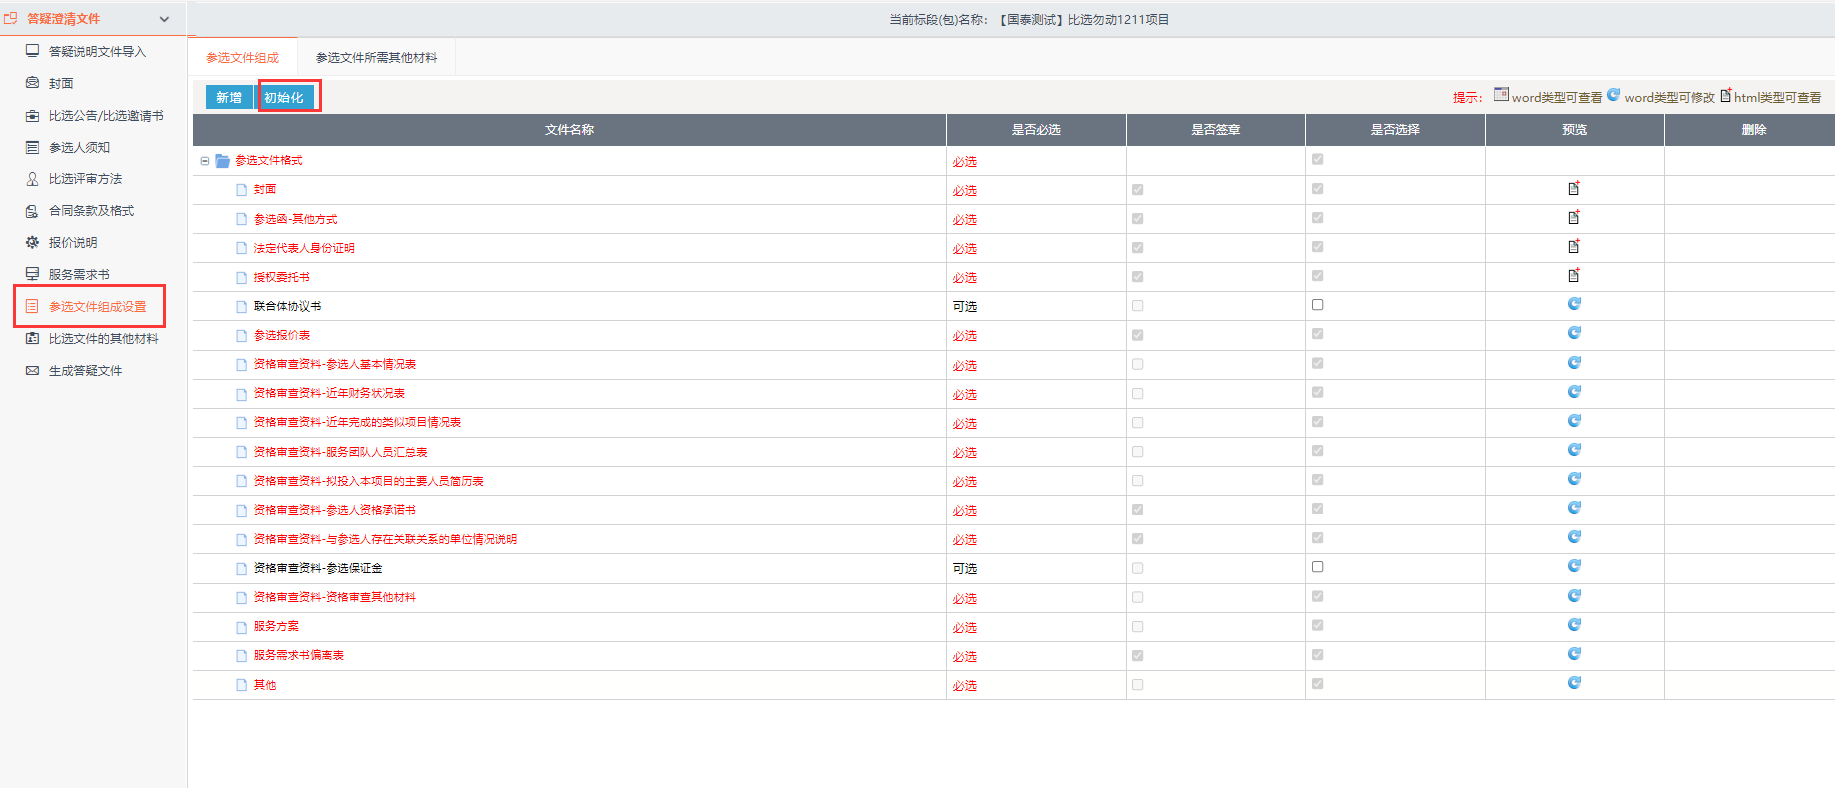 答疑澄清文件
当前标段(包)名称：【国泰测试】比选勿动1211项目
答疑说明文件导入
封面
比选公告/比选邀请书
参选人须知
比选评审方法
合同条款及格式
报价说明
服务需求书
参选文件组成设置
比选文件的其他材料
生成答疑文件
参选文件组成 参选文件所需其他材料
新增 初始化 提示： word类型可查看 word类型可修改 html类型可查看
文件名称 是否必选 是否签章 是否选择 预览 删除
参选文件格式 必选
封面 必选
参选函-其他方式 必选
法定代表人身份证明 必选
授权委托书 必选
联合体协议书 可选
参选报价表 必选
资格审查资料-参选人基本情况表 必选
资格审查资料-近年财务状况表 必选
资格审查资料-近年完成的类似项目情况表 必选
资格审查资料-服务团队人员汇总表 必选
资格审查资料-拟投入本项目的主要人员简历表 必选
资格审查资料-参选人资格承诺书 必选
资格审查资料-与参选人存在关联关系的单位情况说明 必选
资格审查资料-参选保证金 可选
资格审查资料-资格审查其他材料 必选
服务方案 必选
服务需求书偏离表 必选
其他 必选